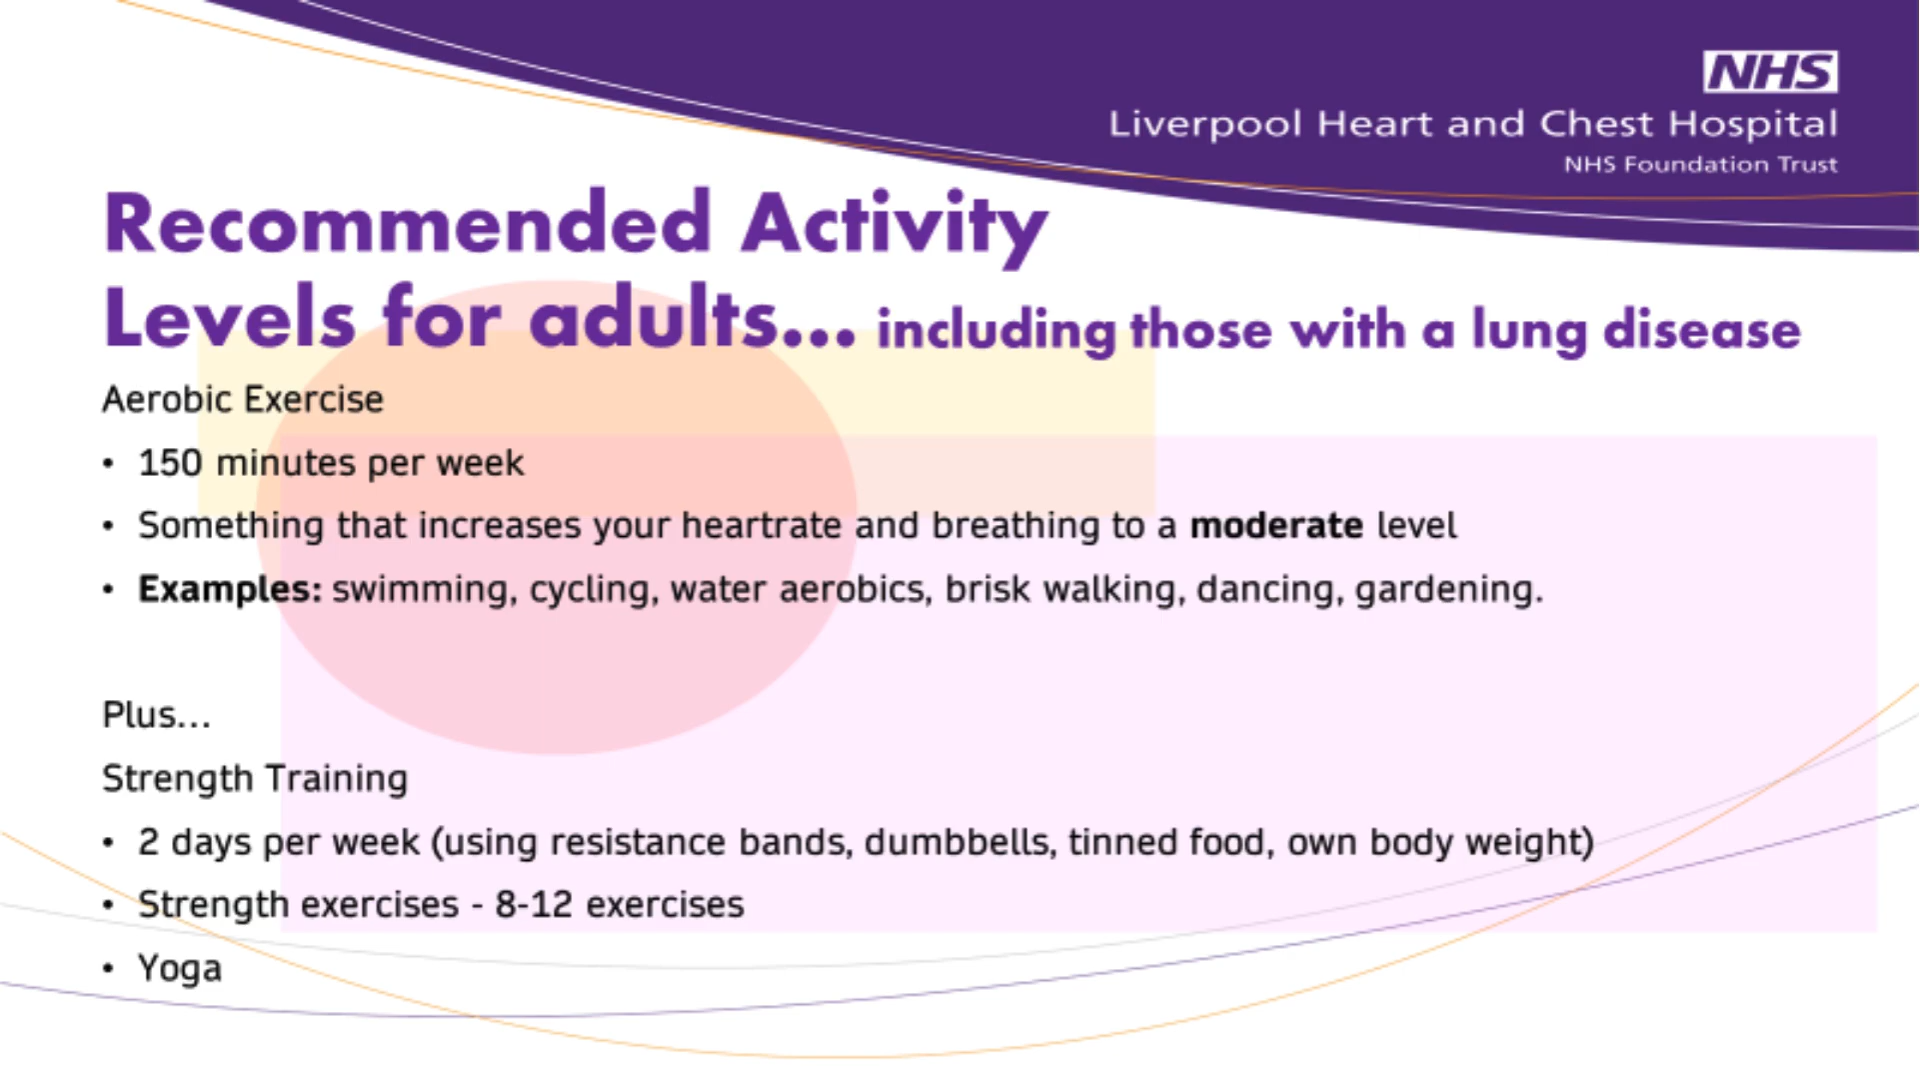 NHS
Liverpool Heart and Chest Hospital
NHS Foundation Trust
Recommended Activity
Levels for adults... including those with a lung disease
Aerobic Exercise
• 150 minutes per week
• Something that increases your heartrate and breathing to a moderate level
• Examples: swimming, cycling, water aerobics, brisk walking, dancing, gardening.
Plus...
Strength Training
• 2 days per week (using resistance bands, dumbbells, tinned food, own body weight)
• Strength exercises - 8-12 exercises
• Yoga